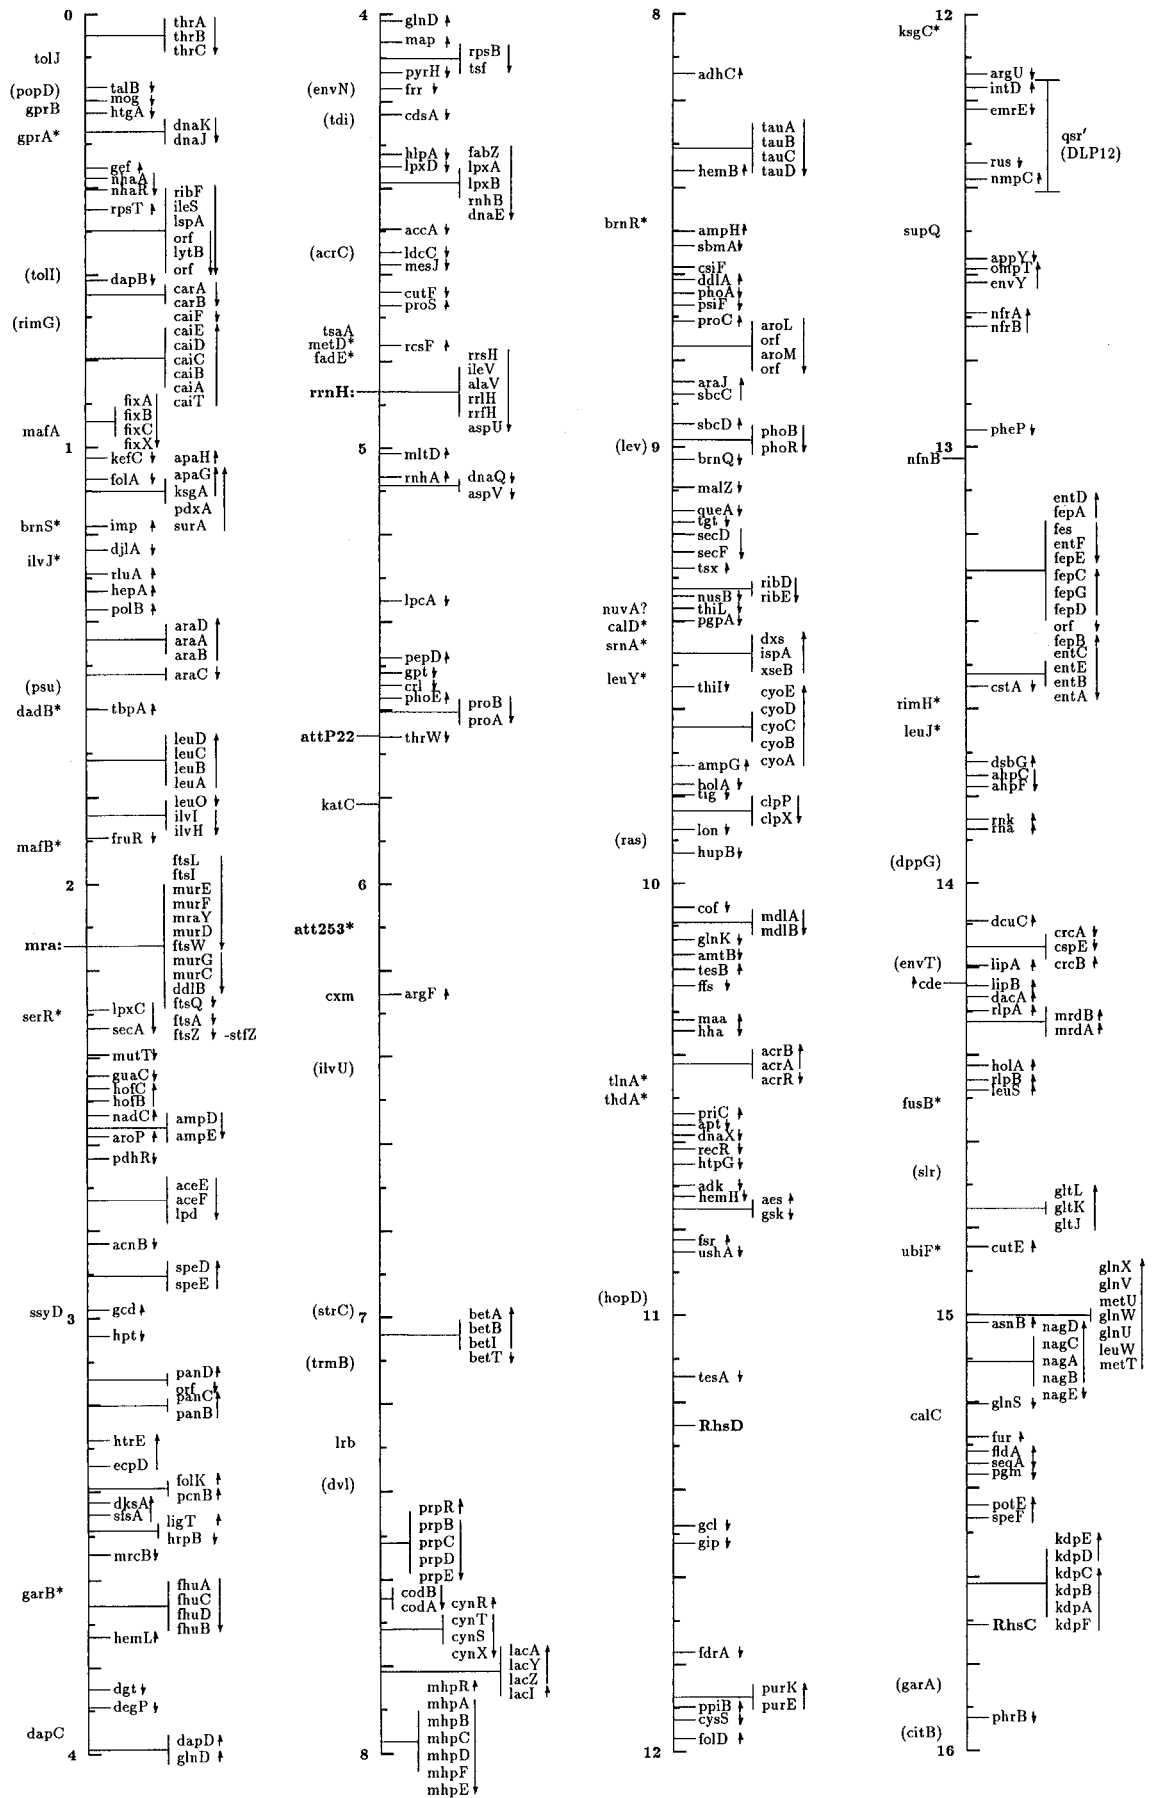 0
thrA
thrB
thrC
tolJ
(popD)
talB
mog
gprB
htgA
gprA*
dnaK
dnaJ
gef
nhaA
nhaR
rpsT
ribF
ileS
lspA
orf
lytB
orf
(tolI)
dapB
carA
carB
caiF
(rimG)
caiE
caiD
caiC
caiB
caiA
caiT
fixA
fixB
fixC
fixX
mafA
1
kefC
apaH
folA
apaG
ksgA
pdxA
surA
brnS*
imp
djlA
ilvJ*
rluA
hepA
polB
araD
araA
araB
araC
(psu)
dadB*
tbpA
leuD
leuC
leuB
leuA
leuO
ilvI
ilvH
mafB*
fruR
ftsL
ftsI
2
murE
murF
mraY
murD
mra:
ftsW
murG
murC
ddlB
ftsQ
serR*
lpxC
ftsA
secA
ftsZ -stfZ
mutT
guaC
hofC
hofB
nadC
ampD
aroP
ampE
pdhR
aceE
aceF
lpd
acnB
speD
speE
ssyD
3
gcd
hpt
panD
orf
panC
panB
htrE
ecpD
folK
pcnB
dksA
sfsA
ligT
hrpB
mrcB
garB*
fhuA
fhuC
fhuD
fhuB
hemL
dgt
degP
dapC
4
dapD
glnD
4
glnD
map
rpsB
tsf
pyrH
(envN)
frr
(tdi)
cdsA
hlpA
fabZ
lpxD
lpxA
lpxB
rnhB
dnaE
accA
(acrC)
ldcC
mesJ
cutF
proS
tsaA
metD*
rcsF
fadE*
rrsH
ileV
rrnH:
alaV
rrlH
rrfH
aspU
5
mltD
rnhA
dnaQ
aspV
lpcA
pepD
gpt
crl
phoE
proB
proA
attP22
thrW
katC
6
att253*
cxm
argF
(ilvU)
(strC)
7
betA
betB
betI
betT
(trmB)
lrb
(dvl)
prpR
prpB
prpC
prpD
prpE
codB
codA
cynR
cynT
cynS
cynX
lacA
lacY
lacZ
lacI
mhpR
mhpA
mhpB
mhpC
8
mhpD
mhpF
mhpE
8
adhC
tauA
tauB
tauC
hemB
tauD
brnR*
ampH
sbmA
csiF
ddlA
phoA
psiF
proC
aroL
orf
aroM
orf
araJ
sbcC
sbcD
phoB
(lev)
9
phoR
brnQ
malZ
queA
tgt
secD
secF
tsx
ribD
nusB
ribE
nuvA?
thiL
calD*
pgpA
srnA*
dxs
ispA
xseB
leuY*
thiI
cyoE
cyoD
cyoC
cyoB
cyoA
ampG
holA
tig
clpP
clpX
(ras)
lon
hupB
10
cof
mdlA
mdlB
glnK
amtB
tesB
ffs
maa
hha
acrB
acrA
tlnA*
acrR
thdA*
priC
apt
dnaX
recR
htpG
adk
hemH
aes
gsk
fsr
ushA
(hopD)
11
tesA
RhsD
gcl
gip
fdrA
purK
ppiB
purE
cysS
folD
12
12
ksgC*
argU
intD
emrE
qsr'
(DLP12)
rus
nmpC
supQ
appY
ompT
envY
nfrA
nfrB
pheP
13
nfnB
entD
fepA
fes
entF
fepE
fepC
fepG
fepD
orf
fepB
entC
entE
entB
cstA
entA
rimH*
leuJ*
dsbG
ahpC
ahpF
rnk
rna
(dppG)
14
dcuC
crcA
cspE
crcB
(envT)
lipA
cde
lipB
dacA
rlpA
mrdB
mrdA
holA
rlpB
leuS
fusB*
(slr)
gltL
gltK
gltJ
ubiF*
cutE
glnX
glnV
metU
15
glnW
asnB
nagD
glnU
nagC
leuW
nagA
metT
nagB
nagE
glnS
calC
fur
fldA
seqA
pgm
potE
speF
kdpE
kdpD
kdpC
kdpB
kdpA
kdpF
RhsC
(garA)
phrB
(citB)
16